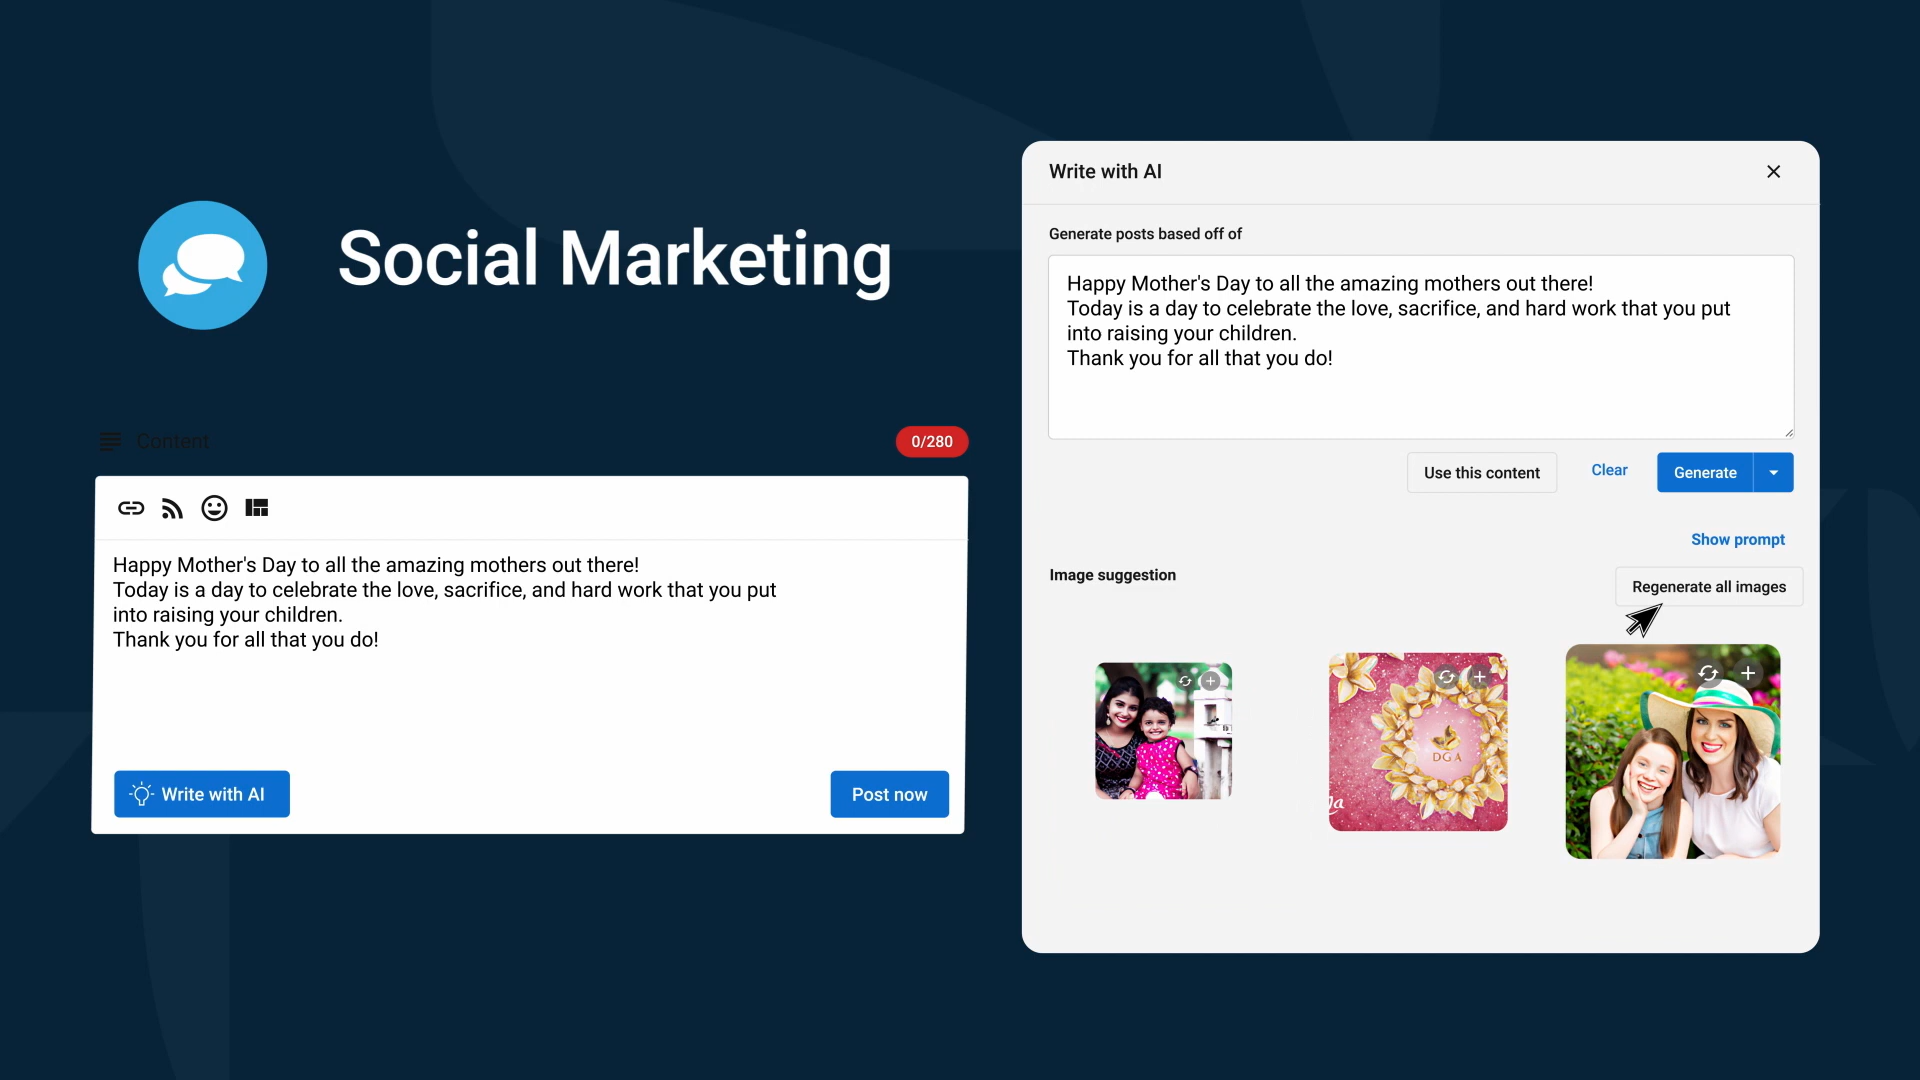 Social Marketing
Content
0/280
Happy Mother's Day to all the amazing mothers out there!
Today is a day to celebrate the love, sacrifice, and hard work that you put
into raising your children.
Thank you for all that you do!
Write with AI
Post now
Write with AI
Generate posts based off of
Happy Mother's Day to all the amazing mothers out there!
Today is a day to celebrate the love, sacrifice, and hard work that you put
into raising your children.
Thank you for all that you do!
Use this content
Clear
Generate
Show prompt
Image suggestion
Regenerate all images
DGA